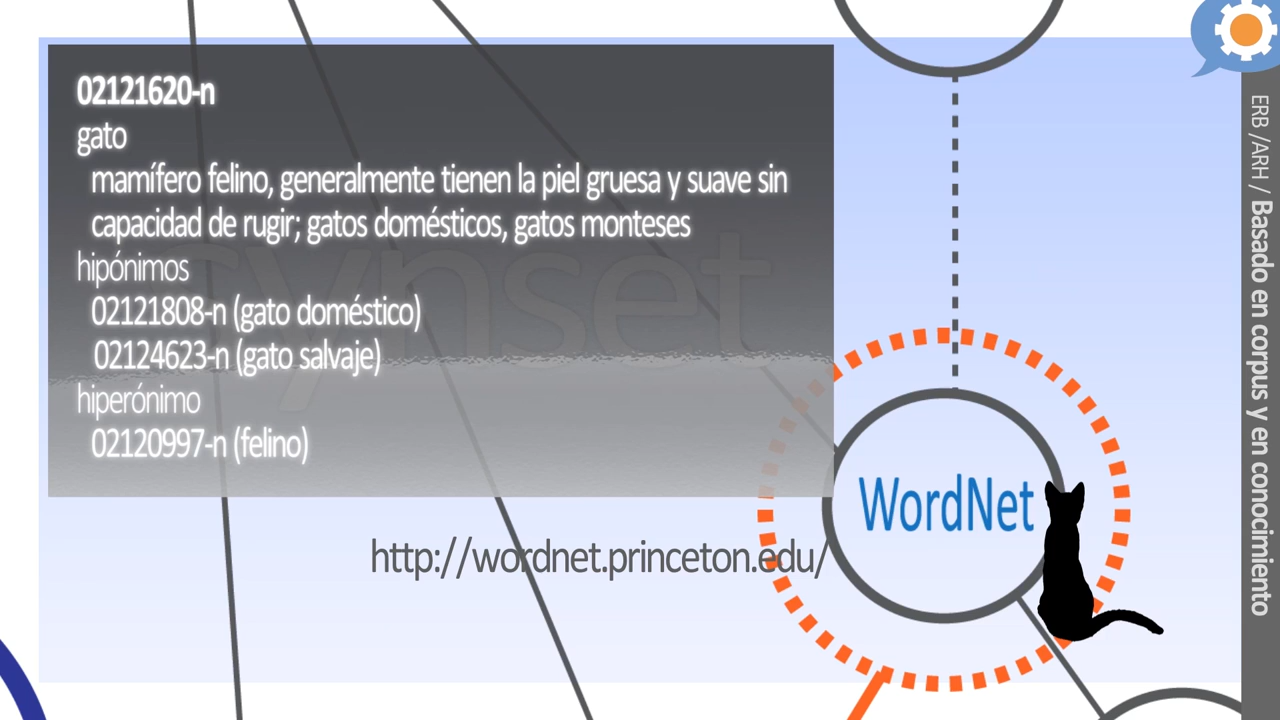 02121620-n
gato
mamífero felino, generalmente tienen la piel gruesa y suave sin
capacidad de rugir; gatos domésticos, gatos monteses
hipónimos
02121808-n (gato doméstico)
02124623-n (gato salvaje)
hiperónimo
02120997-n (felino)
synset
WordNet
http://wordnet.princeton.edu/
ERB /ARH / Basado en corpus y en conocimiento